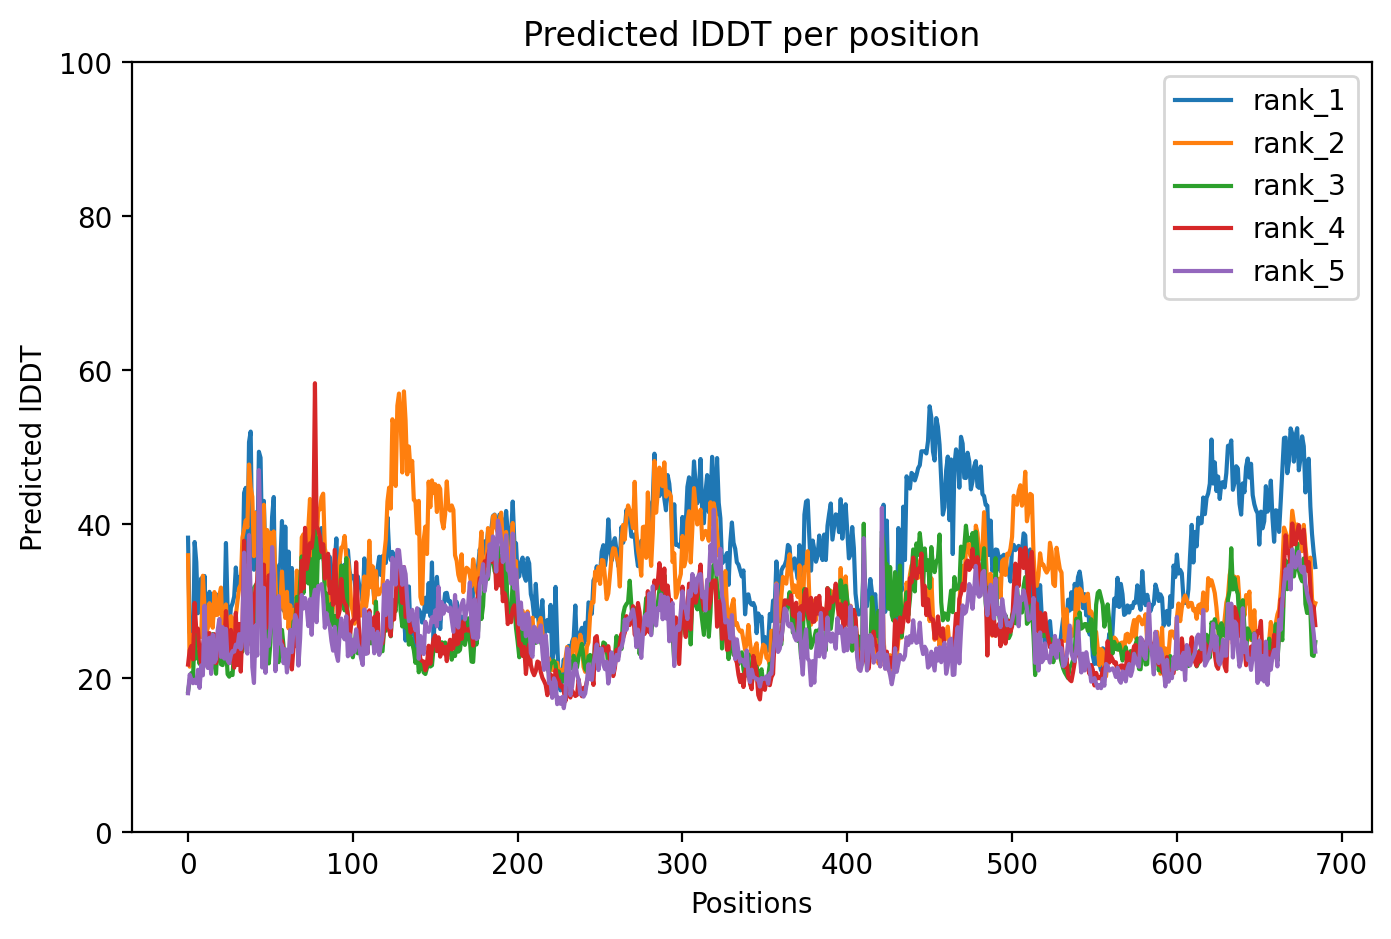 Predicted lDDT per position
100
80
60
40
20
0
Predicted lDDT
0 100 200 300 400 500 600 700
Positions
rank_1
rank_2
rank_3
rank_4
rank_5